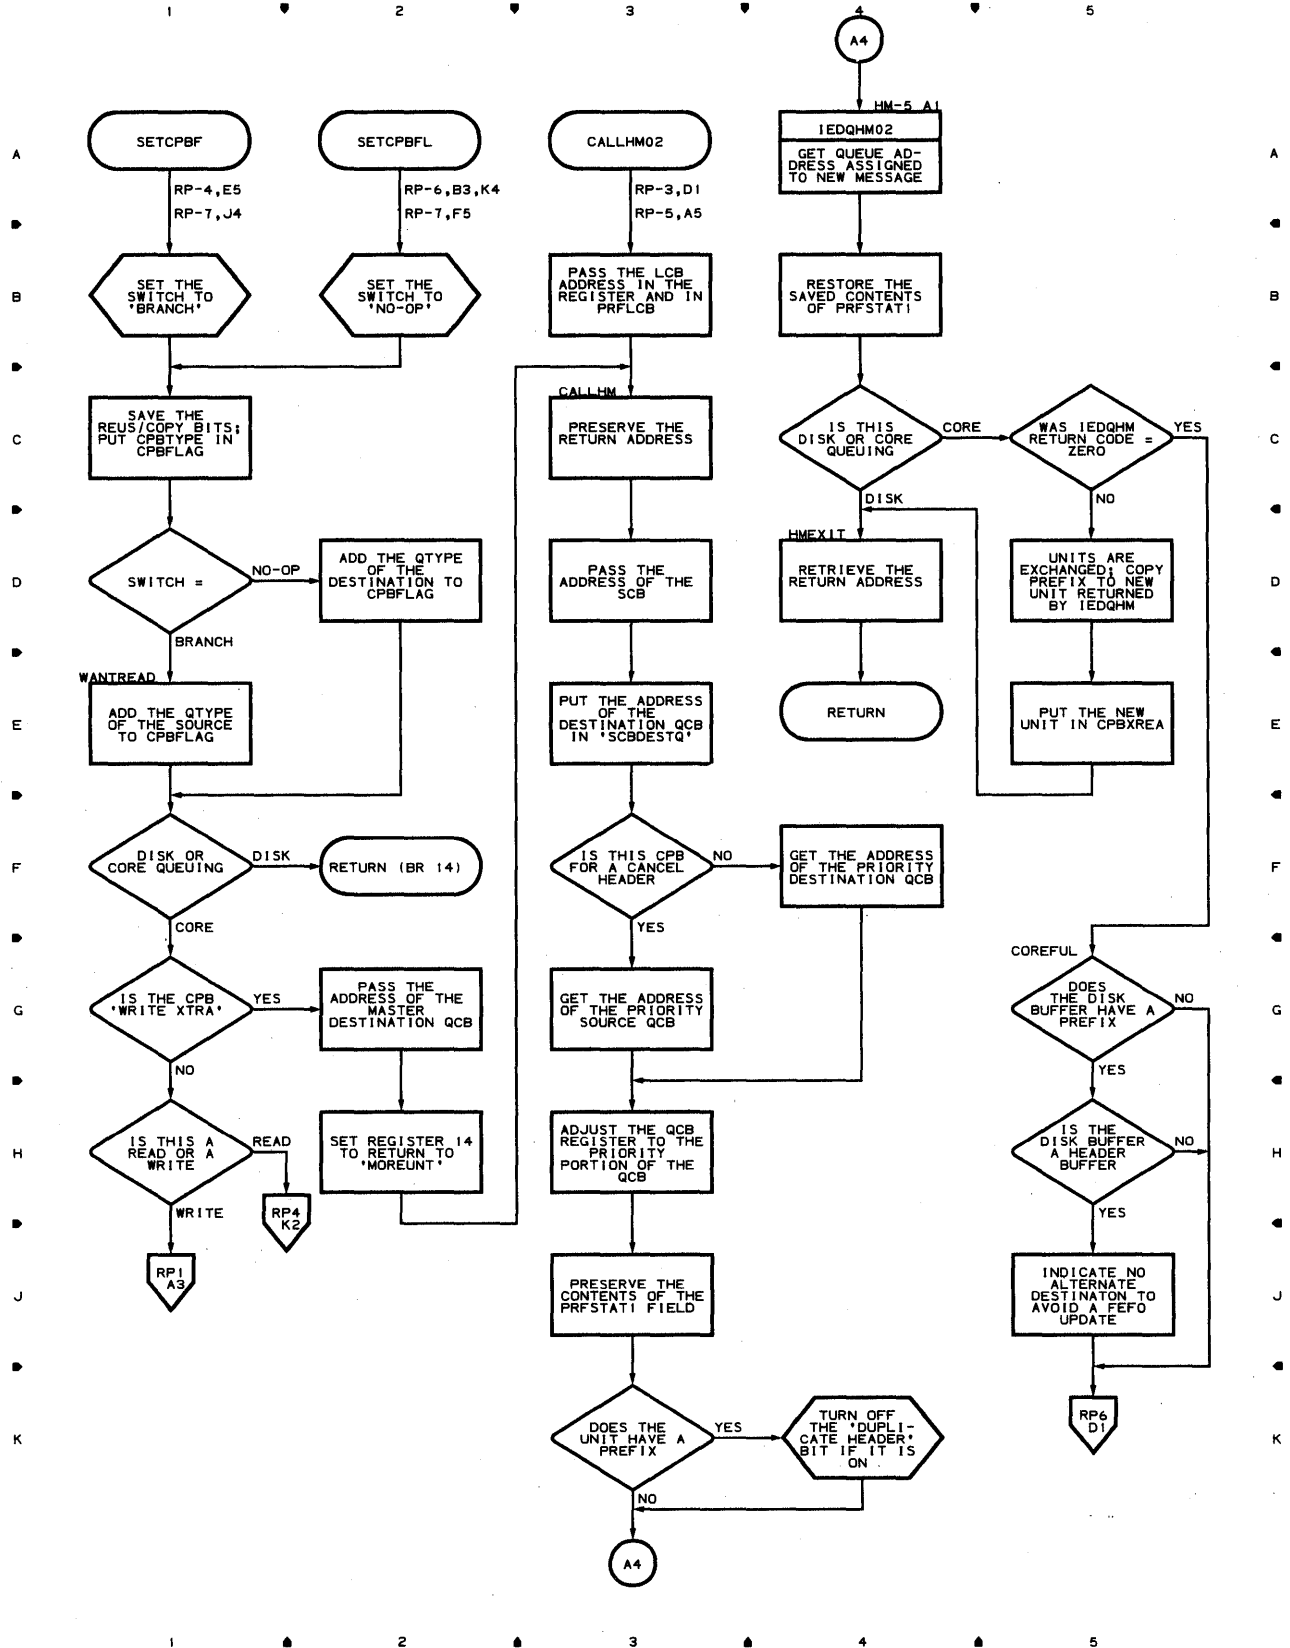 1 2 3 4 5
A4
HM-5 A1
SETCPBF
SETCPBFL
CALLHM02
IEDQHM02
GET QUEUE AD-
DRESS ASSIGNED
TO NEW MESSAGE
A
A
RP-4,E5
RP-7,J4
RP-6,B3,K4
RP-7,F5
RP-3,D1
RP-5,A5
B
SET THE
SWITCH TO
'BRANCH'
SET THE
SWITCH TO
'NO-OP'
PASS THE LCB
ADDRESS IN THE
REGISTER AND IN
PRFLCB
RESTORE THE
SAVED CONTENTS
OF PRFSTAT1
B
C
SAVE THE
REUS/COPY BITS;
PUT CPBTYPE IN
CPBFLAG
CALLHM
PRESERVE THE
RETURN ADDRESS
IS THIS
DISK OR CORE
QUEUING
CORE
DISK
WAS IEDQHM
RETURN CODE =
ZERO
YES
NO
C
D
SWITCH =
NO-OP
BRANCH
ADD THE QTYPE
OF THE
DESTINATION TO
CPBFLAG
PASS THE
ADDRESS OF THE
SCB
HMEXIT
RETRIEVE THE
RETURN ADDRESS
UNITS ARE
EXCHANGED; COPY
PREFIX TO NEW
UNIT RETURNED
BY IEDQHM
D
E
WANTREAD
ADD THE QTYPE
OF THE SOURCE
TO CPBFLAG
PUT THE ADDRESS
OF THE
DESTINATION QCB
IN 'SCBDESTQ'
RETURN
PUT THE NEW
UNIT IN CPBXREA
E
F
DISK OR
CORE QUEUING
DISK
CORE
RETURN (BR 14)
IS THIS CPB
FOR A CANCEL
HEADER
NO
YES
GET THE ADDRESS
OF THE PRIORITY
DESTINATION QCB
F
G
IS THE CPB
'WRITE XTRA'
YES
NO
PASS THE
ADDRESS OF THE
MASTER
DESTINATION QCB
GET THE ADDRESS
OF THE PRIORITY
SOURCE QCB
COREFUL
DOES
THE DISK
BUFFER HAVE A
PREFIX
NO
YES
G
H
IS THIS A
READ OR A
WRITE
READ
WRITE
RP4
K2
SET REGISTER 14
TO RETURN TO
'MOREUNT'
ADJUST THE QCB
REGISTER TO THE
PRIORITY
PORTION OF THE
QCB
IS THE
DISK BUFFER
A HEADER
BUFFER
NO
YES
H
J
RP1
A3
PRESERVE THE
CONTENTS OF THE
PRFSTAT1 FIELD
INDICATE NO
ALTERNATE
DESTINATON TO
AVOID A FEFO
UPDATE
J
K
DOES THE
UNIT HAVE A
PREFIX
YES
NO
TURN OFF
THE 'DUPLI-
CATE HEADER'
BIT IF IT IS
ON
RP6
D1
K
A4
1 2 3 4 5